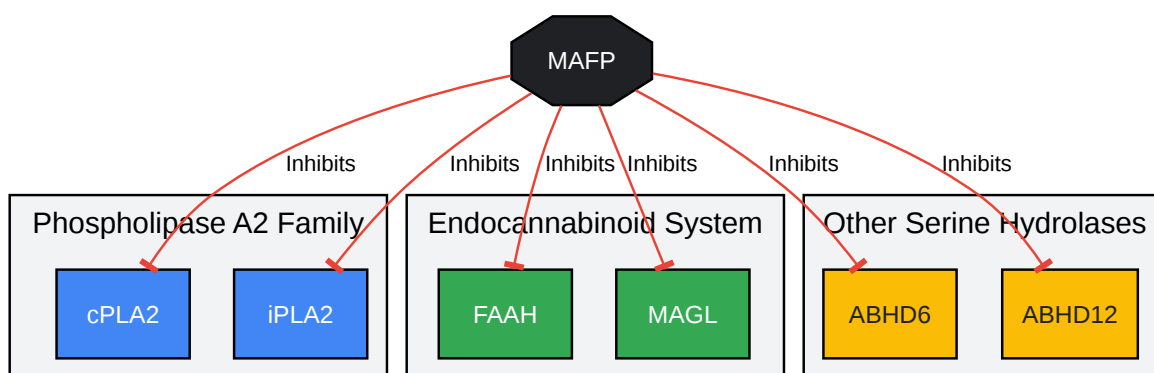 MAFP
Inhibits Inhibits Inhibits Inhibits Inhibits Inhibits
Phospholipase A2 Family Endocannabinoid System Other Serine Hydrolases
cPLA2 iPLA2 FAAH MAGL ABHD6 ABHD12